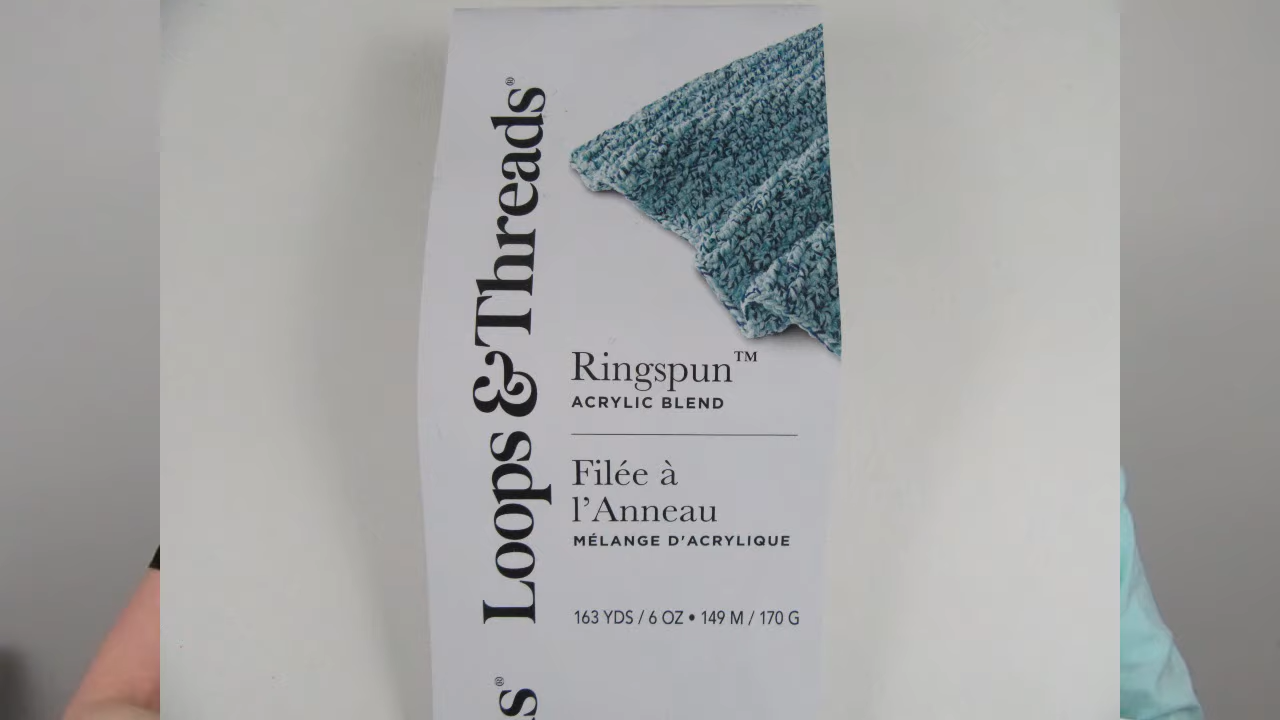 Loops & Threads®
Ringspun™
ACRYLIC BLEND
Filée à
l'Anneau
MÉLANGE D'ACRYLIQUE
163 YDS / 6 OZ • 149 M / 170 G
s®